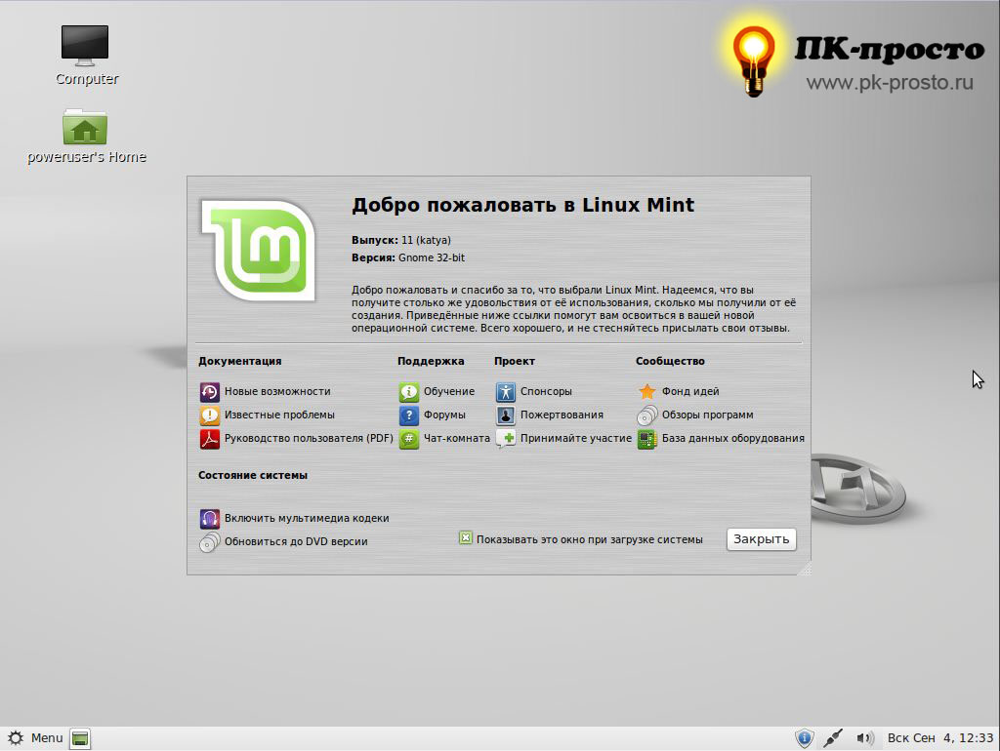 Computer
poweruser's Home
ПК-просто
www.pk-prosto.ru
Добро пожаловать в Linux Mint
Выпуск: 11 (katya)
Версия: Gnome 32-bit
Добро пожаловать и спасибо за то, что выбрали Linux Mint. Надеемся, что вы
получите столько же удовольствия от её использования, сколько мы получили от её
создания. Приведённые ниже ссылки помогут вам освоиться в вашей новой
операционной системе. Всего хорошего, и не стесняйтесь присылать свои отзывы.
Документация
Новые возможности
Известные проблемы
Руководство пользователя (PDF)
Поддержка
Обучение
Форумы
Чат-комната
Проект
Спонсоры
Пожертвования
Принимайте участие
Сообщество
Фонд идей
Обзоры программ
База данных оборудования
Состояние системы
Включить мультимедиа кодеки
Обновиться до DVD версии
Показывать это окно при загрузке системы
Закрыть
Menu
Вск Сен 4, 12:33